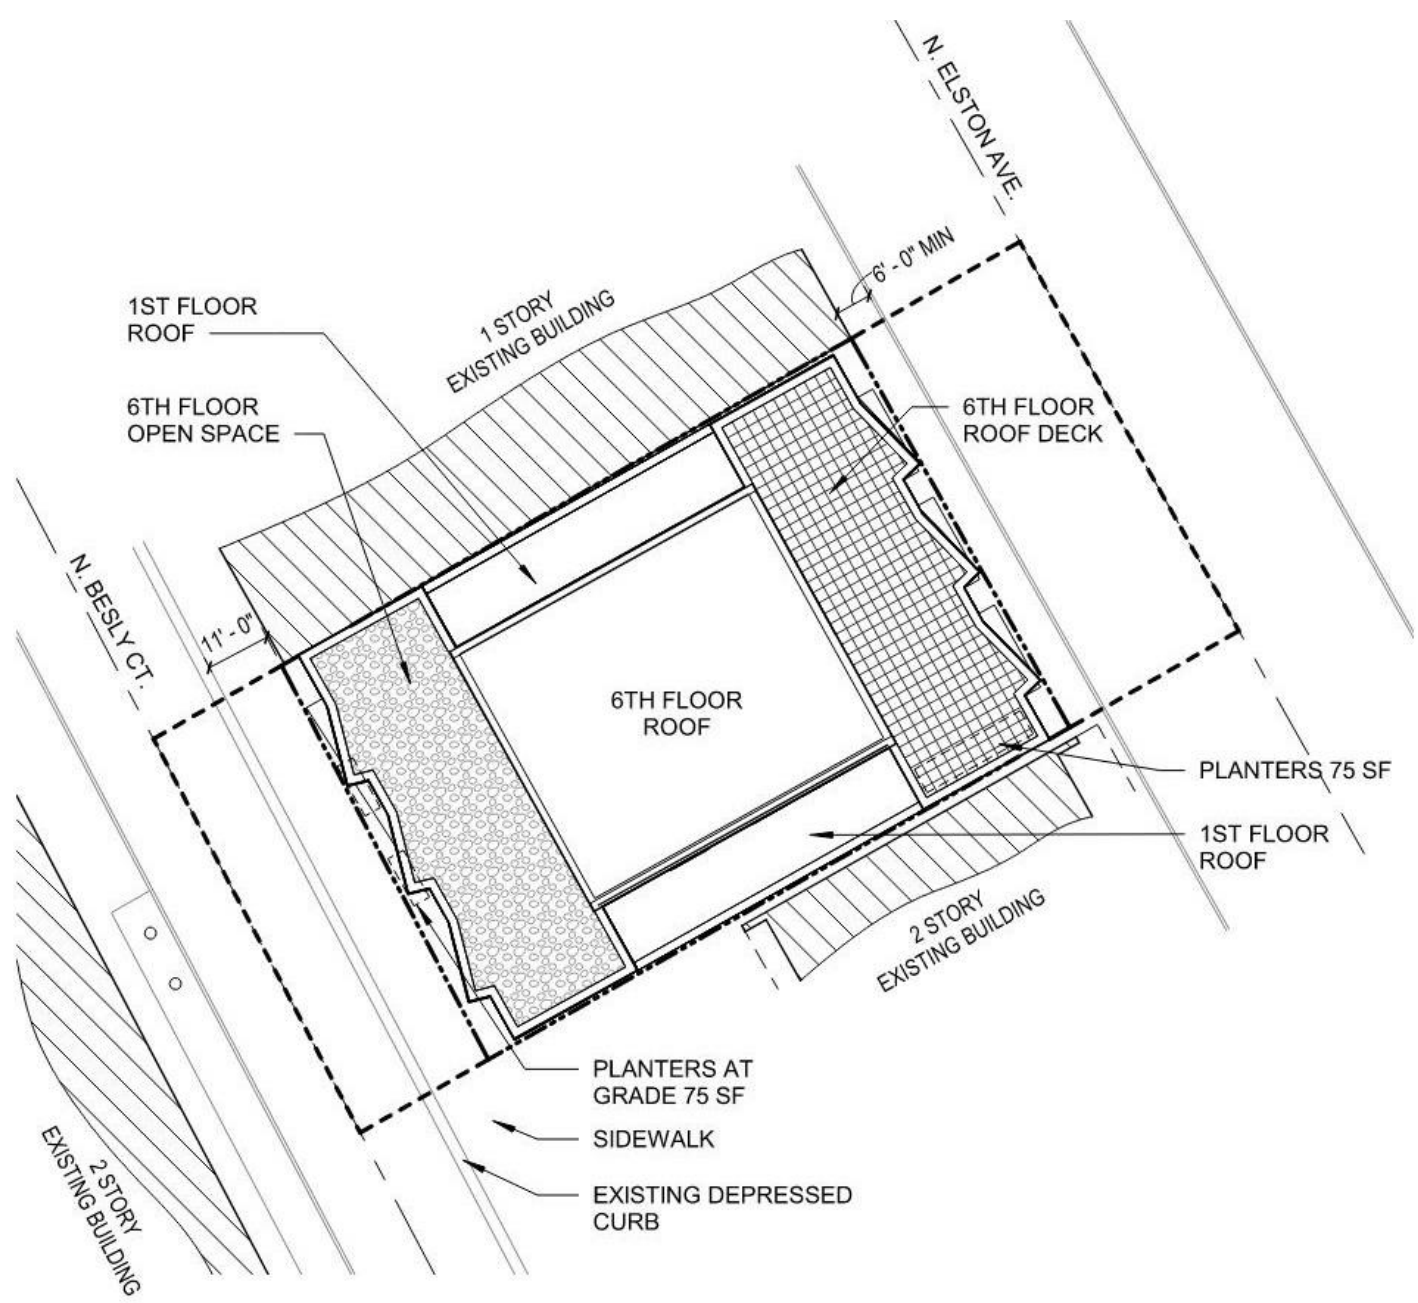 N. ELSTON AVE.
6' - 0" MIN
1ST FLOOR
ROOF
1 STORY
EXISTING BUILDING
6TH FLOOR
OPEN SPACE
6TH FLOOR
ROOF DECK
N. BESLY CT.
11' - 0"
6TH FLOOR
ROOF
PLANTERS 75 SF
1ST FLOOR
ROOF
2 STORY
EXISTING BUILDING
PLANTERS AT
GRADE 75 SF
SIDEWALK
EXISTING DEPRESSED
CURB
2 STORY
EXISTING BUILDING